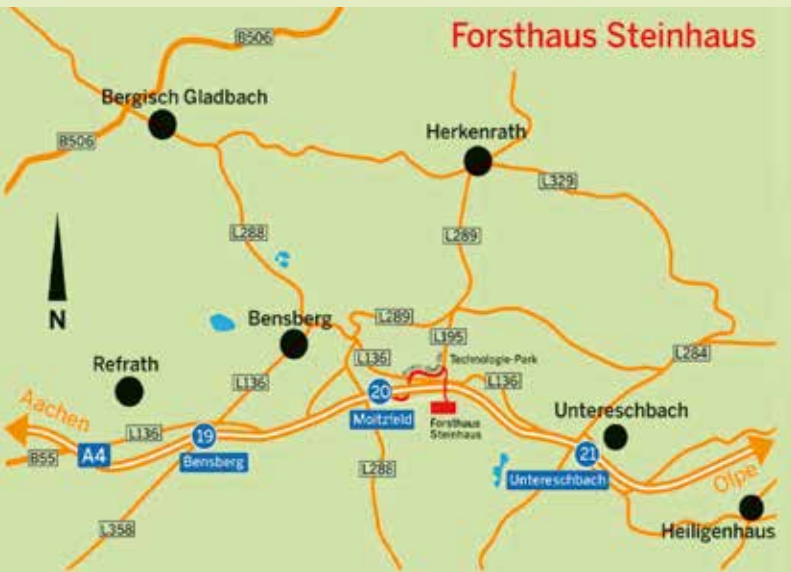 Forsthaus Steinhaus
B506
Bergisch Gladbach
B506
Herkenrath
L329
L288
L289
N
Bensberg
L289
L195
Technologie-Park
L136
L284
Refrath
L136
L136
20
Moitzfeld
Forsthaus
Steinhaus
Untereschbach
Aachen
L136
19
Bensberg
B55
A4
21
Untereschbach
L288
Olpe
L358
Heiligenhaus